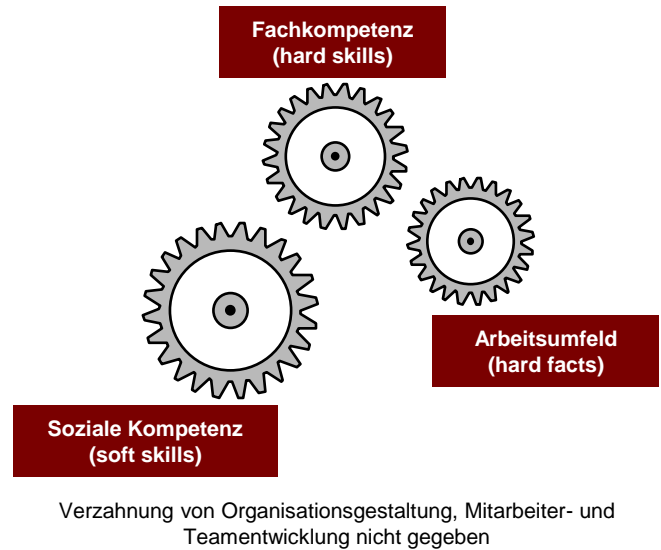 Fachkompetenz
(hard skills)
Arbeitsumfeld
(hard facts)
Soziale Kompetenz
(soft skills)
Verzahnung von Organisationsgestaltung, Mitarbeiter- und
Teamentwicklung nicht gegeben